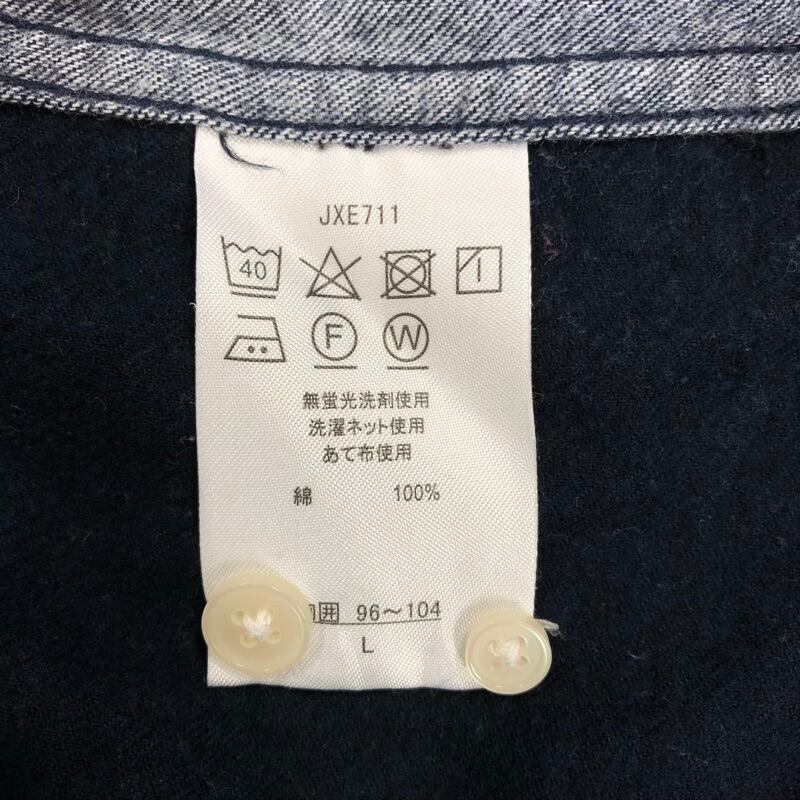 JXE711
40
F W
無蛍光洗剤使用
洗濯ネット使用
あて布使用
綿 100%
囲 96～104
L